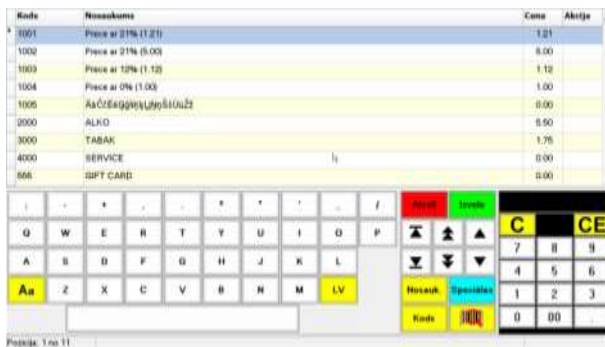 Kods Nosaukums Cena Akcija
1001 Prece ar 21% (1.21) 1.21
1002 Prece ar 21% (5.00) 5.00
1003 Prece ar 12% (1.12) 1.12
1004 Prece ar 0% (1.00) 1.00
1005 0.00
2000 ALKO 5.50
3000 TABAK 1.75
4000 SERVICE 0.00
666 GIFT CARD 0.00
/ Atcelt Izvele
Q W E R T Y U I O P C CE
7 8 9
A S D F G H J K L
4 5 6
Aa Z X C V B N M LV Nosauk. Speciālas 1 2 3
Kods 0 00 .
Pozīcija: 1 no 11